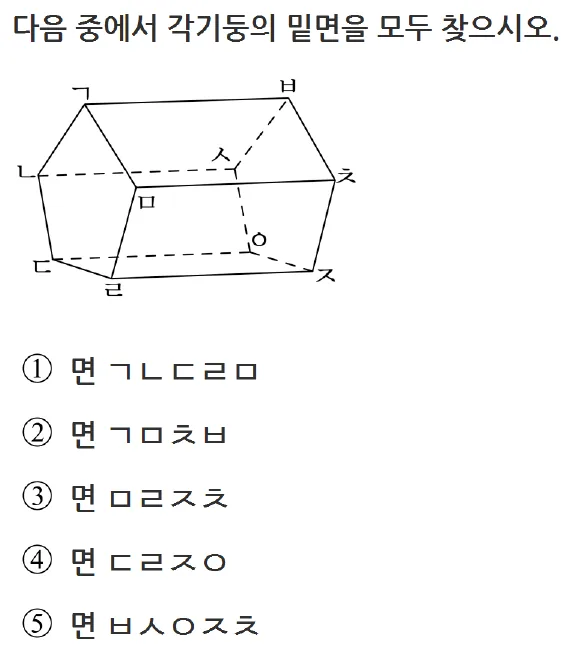 다음 중에서 각기둥의 밑면을 모두 찾으시오.
ㄱ
ㅂ
ㄴ
ㅅ
ㅊ
ㅁ
ㄷ
ㅇ
ㄹ
ㅈ
① 면 ㄱㄴㄷㄹㅁ
② 면 ㄱㅁㅊㅂ
③ 면 ㅁㄹㅈㅊ
④ 면 ㄷㄹㅈㅇ
⑤ 면 ㅂㅅㅇㅈㅊ